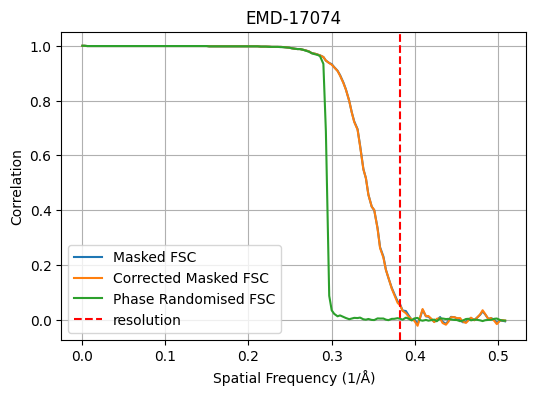 EMD-17074
1.0
0.8
0.6
0.4
0.2
0.0
Correlation
Masked FSC
Corrected Masked FSC
Phase Randomised FSC
resolution
0.0 0.1 0.2 0.3 0.4 0.5
Spatial Frequency (1/Å)